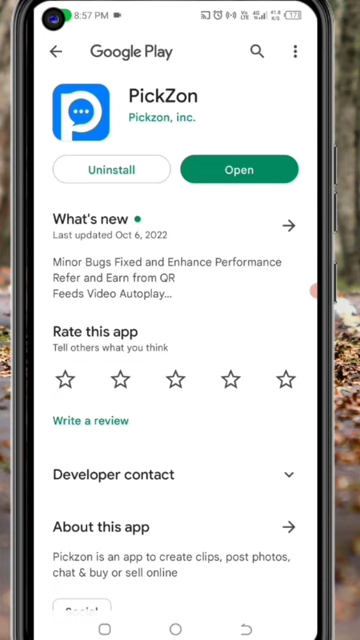 8:57 PM
Google Play
PickZon
Pickzon, inc.
Uninstall
Open
What's new
Last updated Oct 6, 2022
Minor Bugs Fixed and Enhance Performance
Refer and Earn from QR
Feeds Video Autoplay...
Rate this app
Tell others what you think
Write a review
Developer contact
About this app
Pickzon is an app to create clips, post photos,
chat & buy or sell online
Social